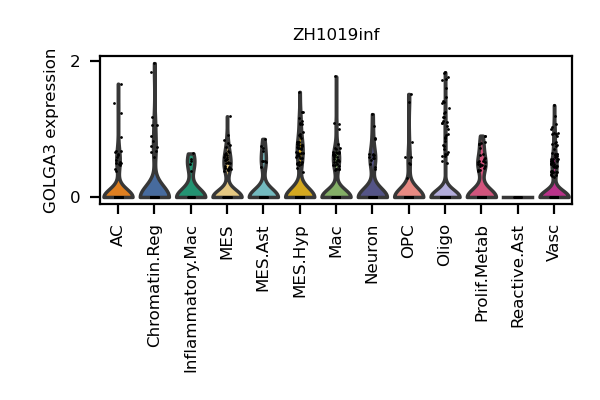 ZH1019inf
GOLGA3 expression
2
0
AC
Chromatin.Reg
Inflammatory.Mac
MES
MES.Ast
MES.Hyp
Mac
Neuron
OPC
Oligo
Prolif.Metab
Reactive.Ast
Vasc